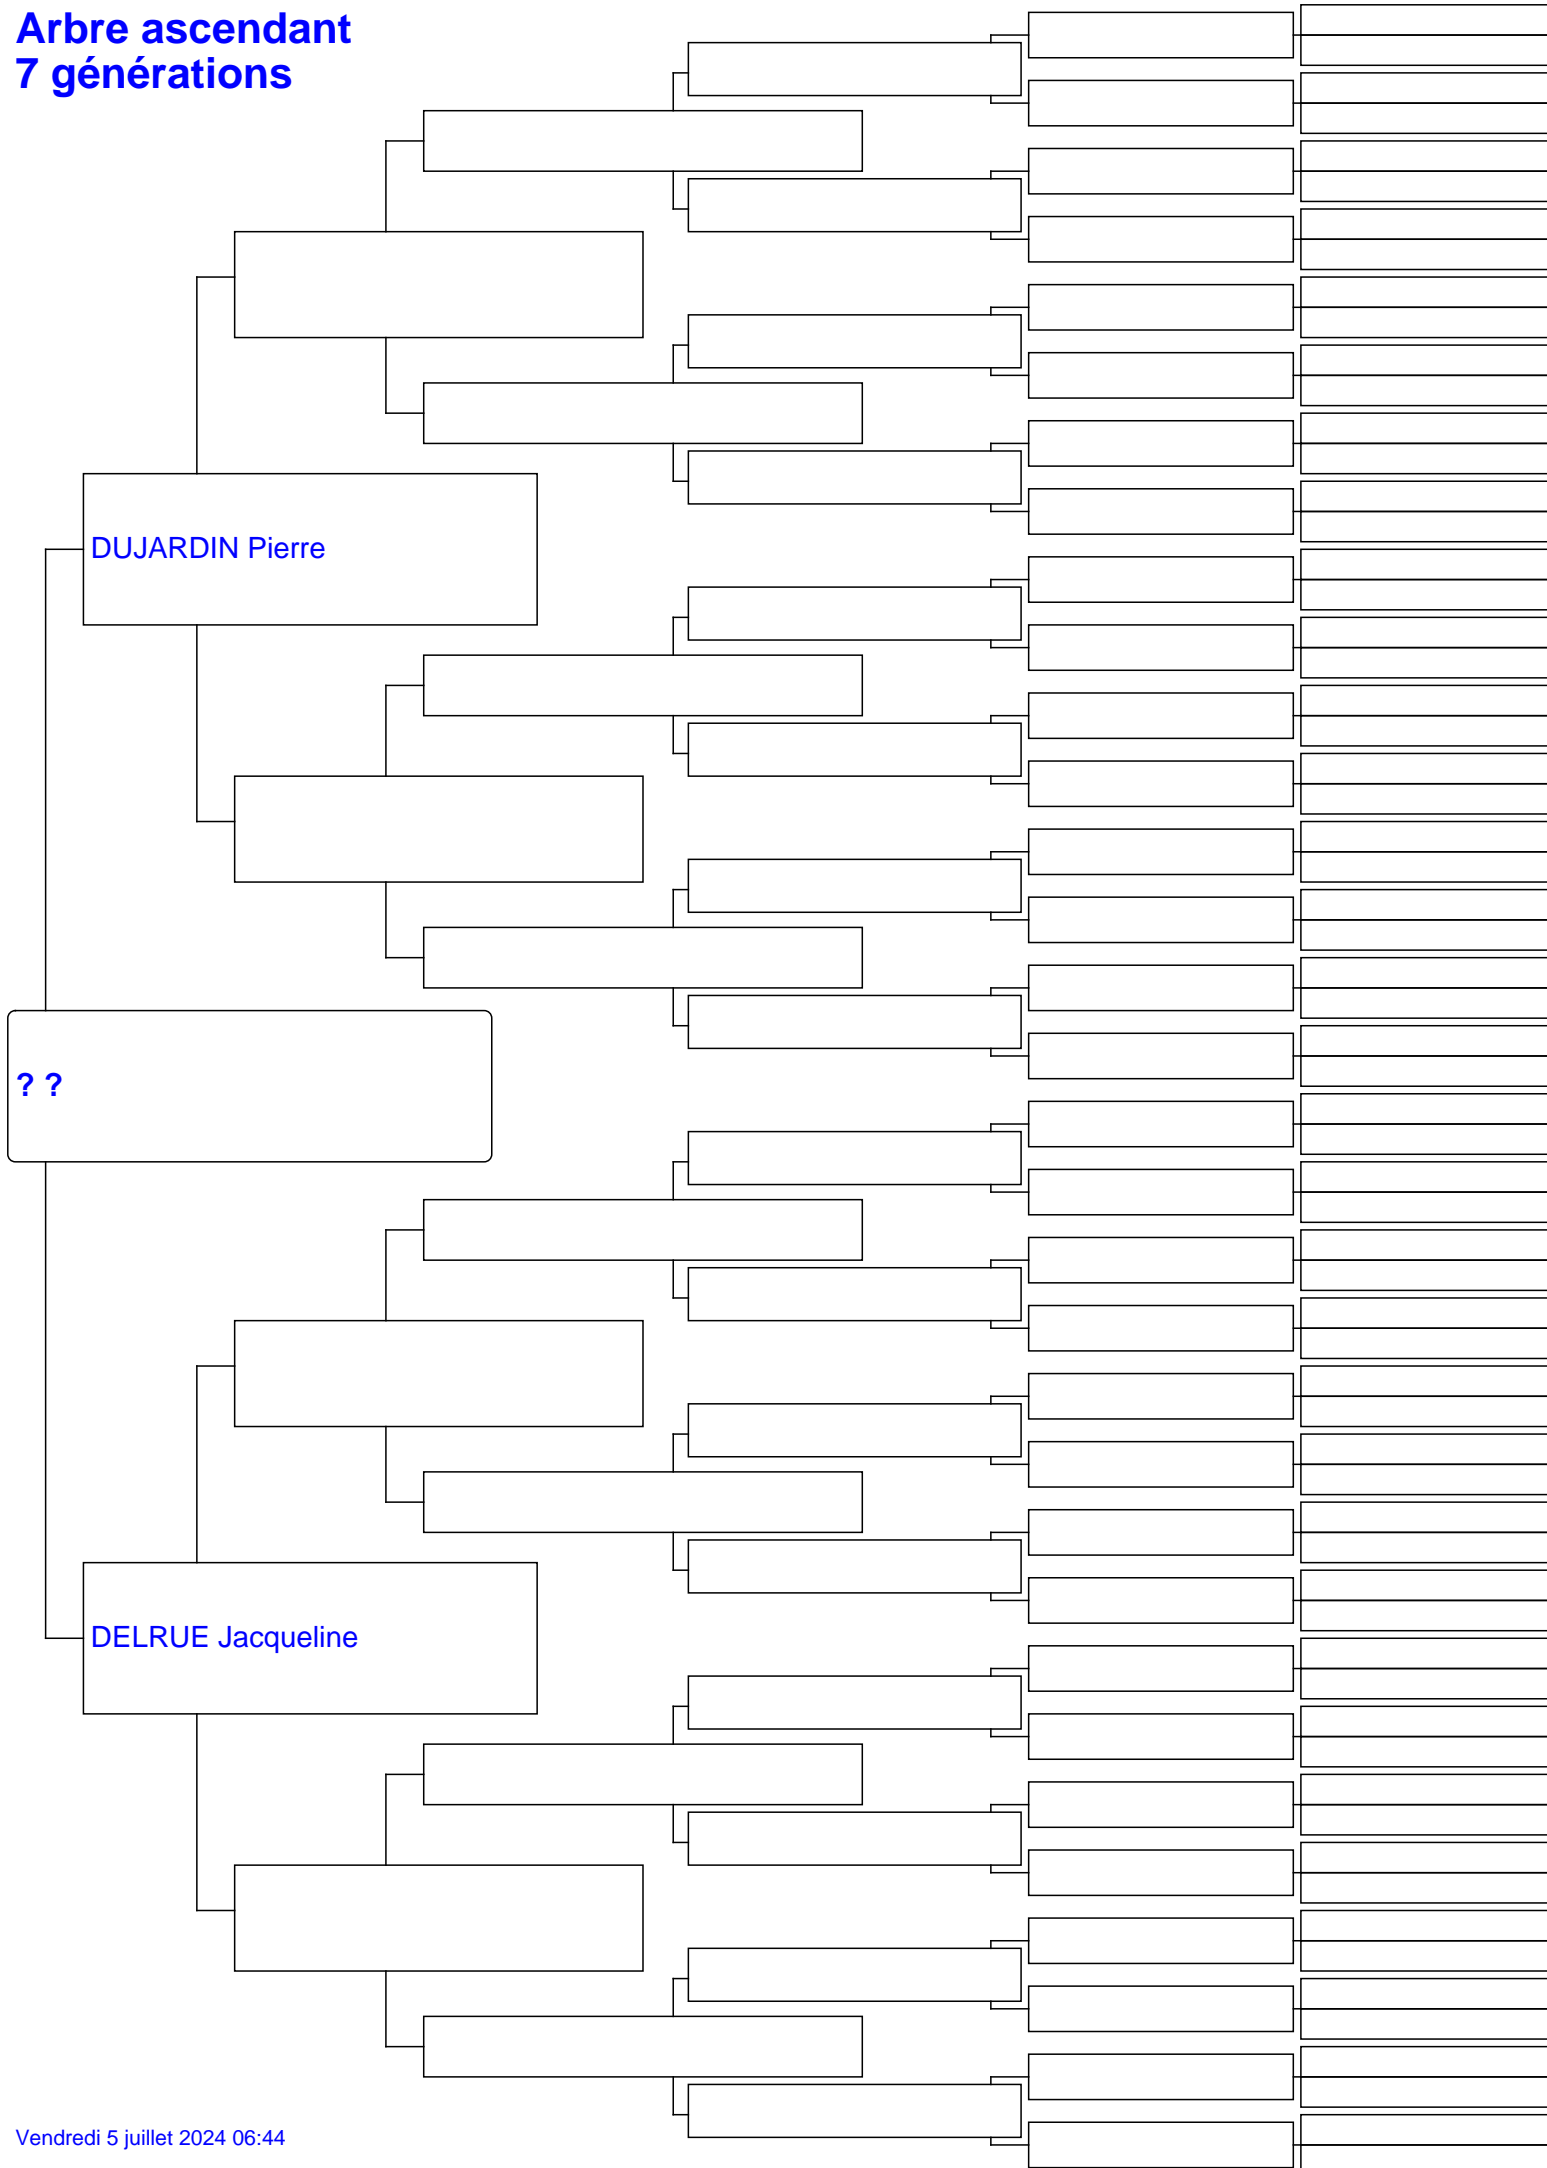 Arbre ascendant
7 générations
DUJARDIN Pierre
? ?
DELRUE Jacqueline
Vendredi 5 juillet 2024 06:44